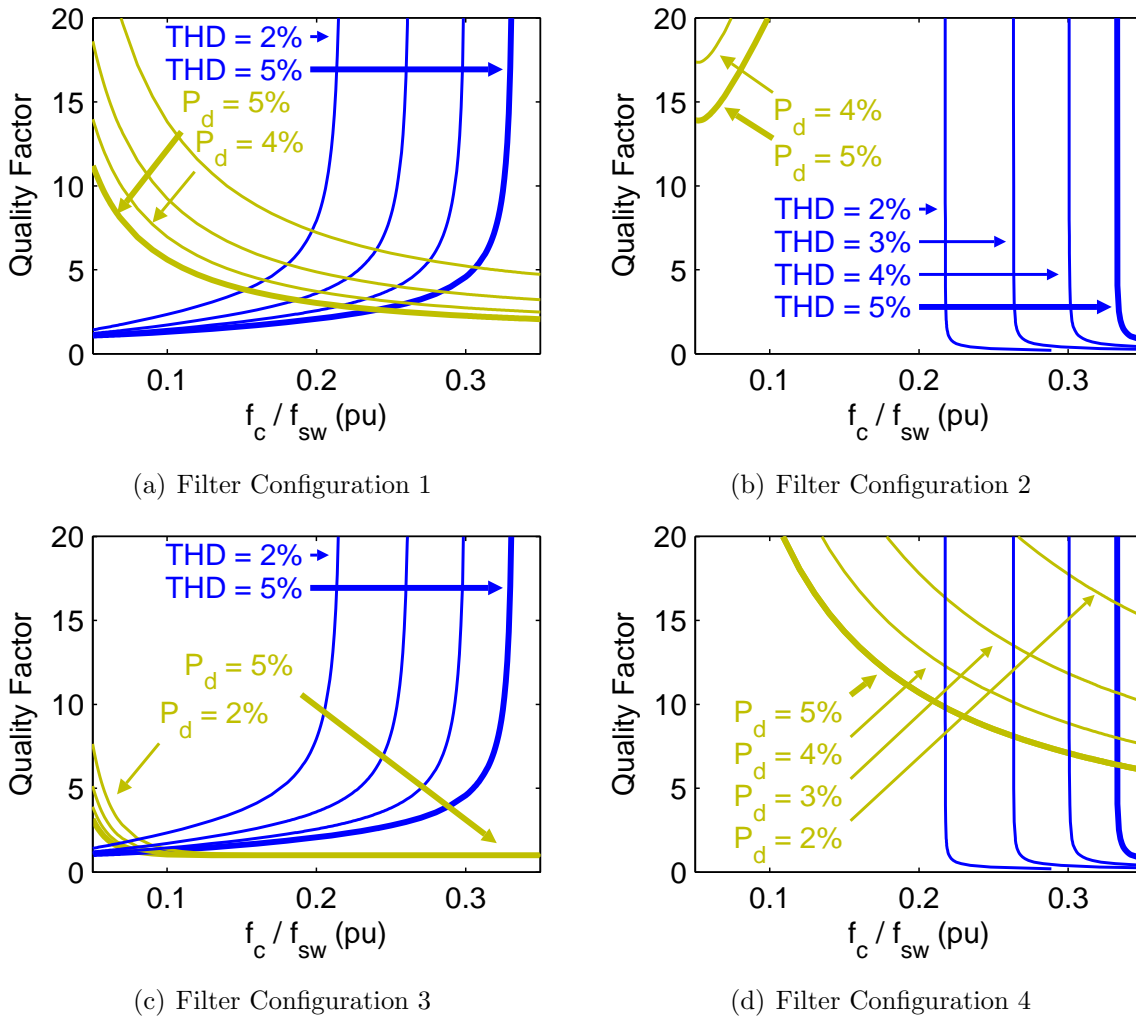 20
15
10
5
0
0.1
0.2
0.3
Quality Factor
f_c / f_sw (pu)
THD = 2%
THD = 5%
P_d = 5%
P_d = 4%
(a) Filter Configuration 1
20
15
10
5
0
0.1
0.2
0.3
Quality Factor
f_c / f_sw (pu)
P_d = 4%
P_d = 5%
THD = 2%
THD = 3%
THD = 4%
THD = 5%
(b) Filter Configuration 2
20
15
10
5
0
0.1
0.2
0.3
Quality Factor
f_c / f_sw (pu)
THD = 2%
THD = 5%
P_d = 5%
P_d = 2%
(c) Filter Configuration 3
20
15
10
5
0
0.1
0.2
0.3
Quality Factor
f_c / f_sw (pu)
P_d = 5%
P_d = 4%
P_d = 3%
P_d = 2%
(d) Filter Configuration 4